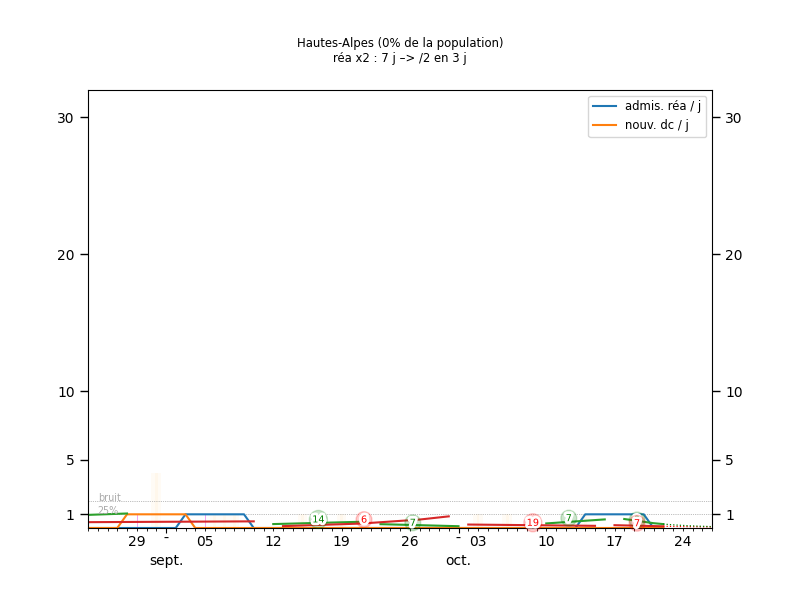 Hautes-Alpes (0% de la population)
réa x2 : 7 j –> /2 en 3 j
admis. réa / j
nouv. dc / j
30 30
20 20
10 10
5 5
bruit
25%
1 1
14 6 7 19 7 7
29 - 05 12 19 26 - 03 10 17 24
sept. oct.